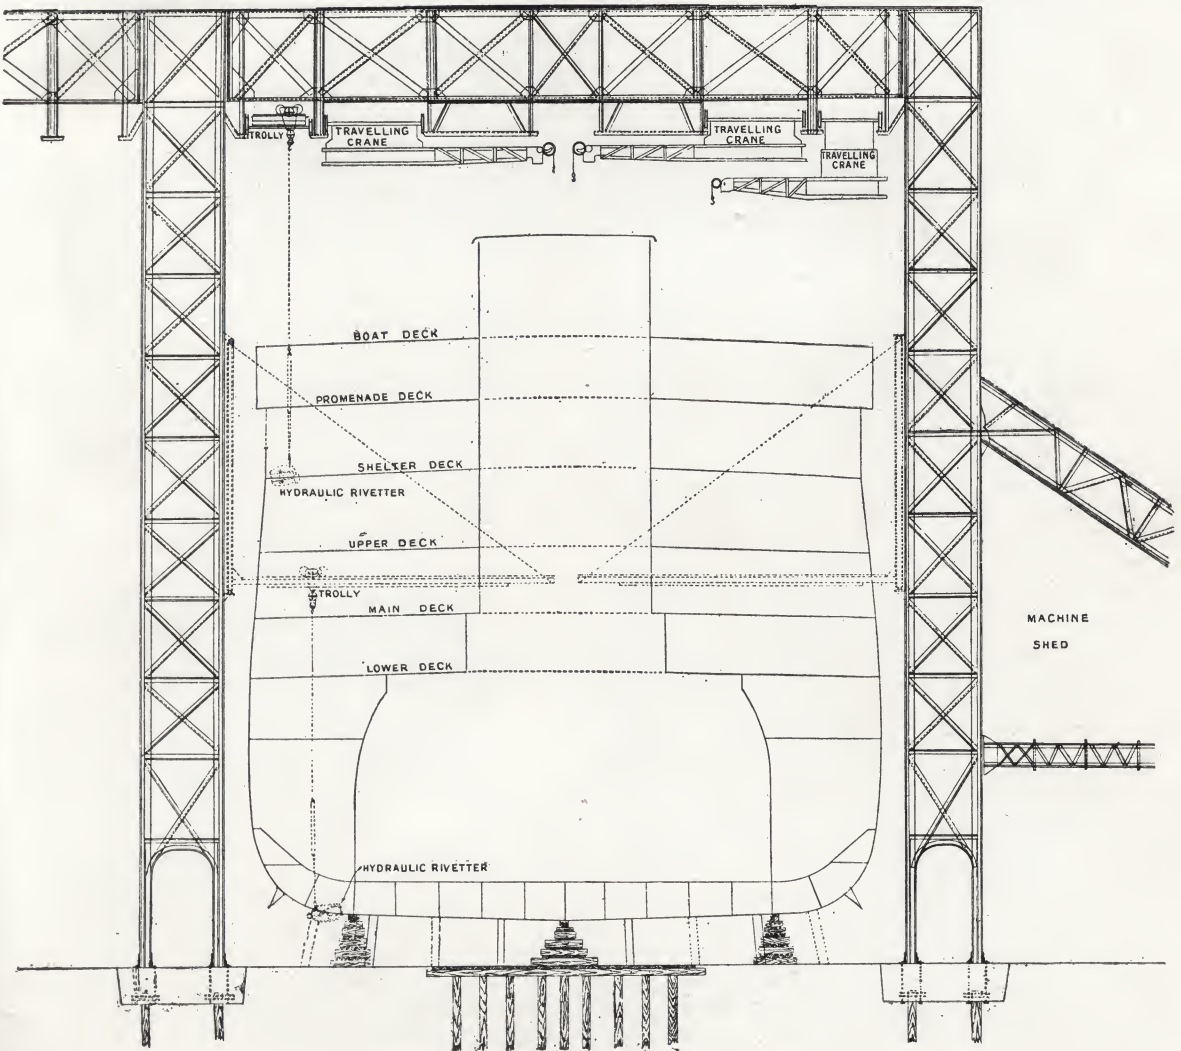 TROLLY
TRAVELLING
CRANE
TRAVELLING
CRANE
TRAVELLING
CRANE
BOAT DECK
PROMENADE DECK
SHELTER DECK
HYDRAULIC RIVETTER
UPPER DECK
TROLLY
MAIN DECK
MACHINE
SHED
LOWER DECK
HYDRAULIC RIVETTER